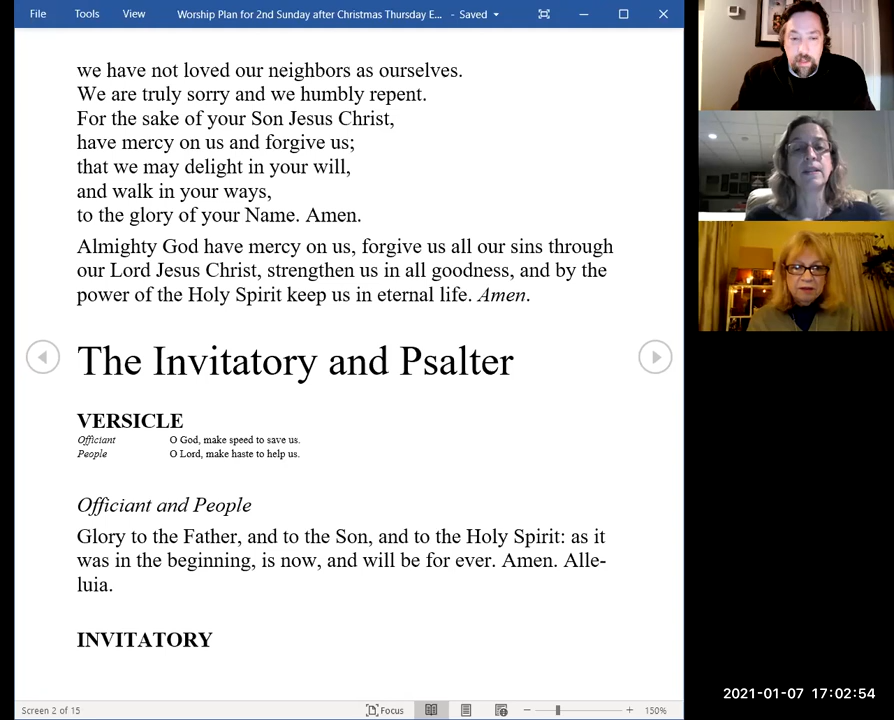 File Tools View Worship Plan for 2nd Sunday after Christmas Thursday E... - Saved
we have not loved our neighbors as ourselves.
We are truly sorry and we humbly repent.
For the sake of your Son Jesus Christ,
have mercy on us and forgive us;
that we may delight in your will,
and walk in your ways,
to the glory of your Name. Amen.
Almighty God have mercy on us, forgive us all our sins through
our Lord Jesus Christ, strengthen us in all goodness, and by the
power of the Holy Spirit keep us in eternal life. Amen.
The Invitatory and Psalter
VERSICLE
Officiant O God, make speed to save us.
People O Lord, make haste to help us.
Officiant and People
Glory to the Father, and to the Son, and to the Holy Spirit: as it
was in the beginning, is now, and will be for ever. Amen. Alle-
luia.
INVITATORY
2021-01-07 17:02:54
Screen 2 of 15 Focus 150%